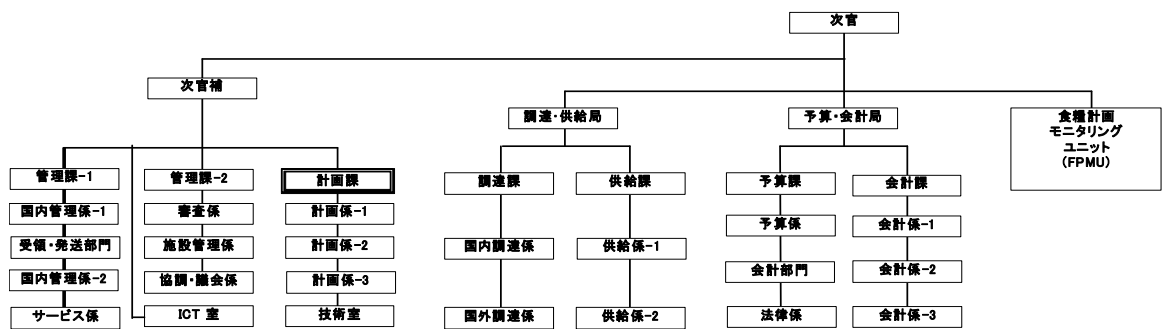 次官
次官補
調達・供給局
予算・会計局
食糧計画
モニタリング
ユニット
(FPMU)
管理課-1
管理課-2
計画課
調達課
供給課
予算課
会計課
国内管理係-1
審査係
計画係-1
予算係
会計係-1
受領・発送部門
施設管理係
計画係-2
国内調達係
供給係-1
国内管理係-2
協調・議会係
計画係-3
会計部門
会計係-2
サービス係
ICT 室
技術室
国外調達係
供給係-2
法律係
会計係-3